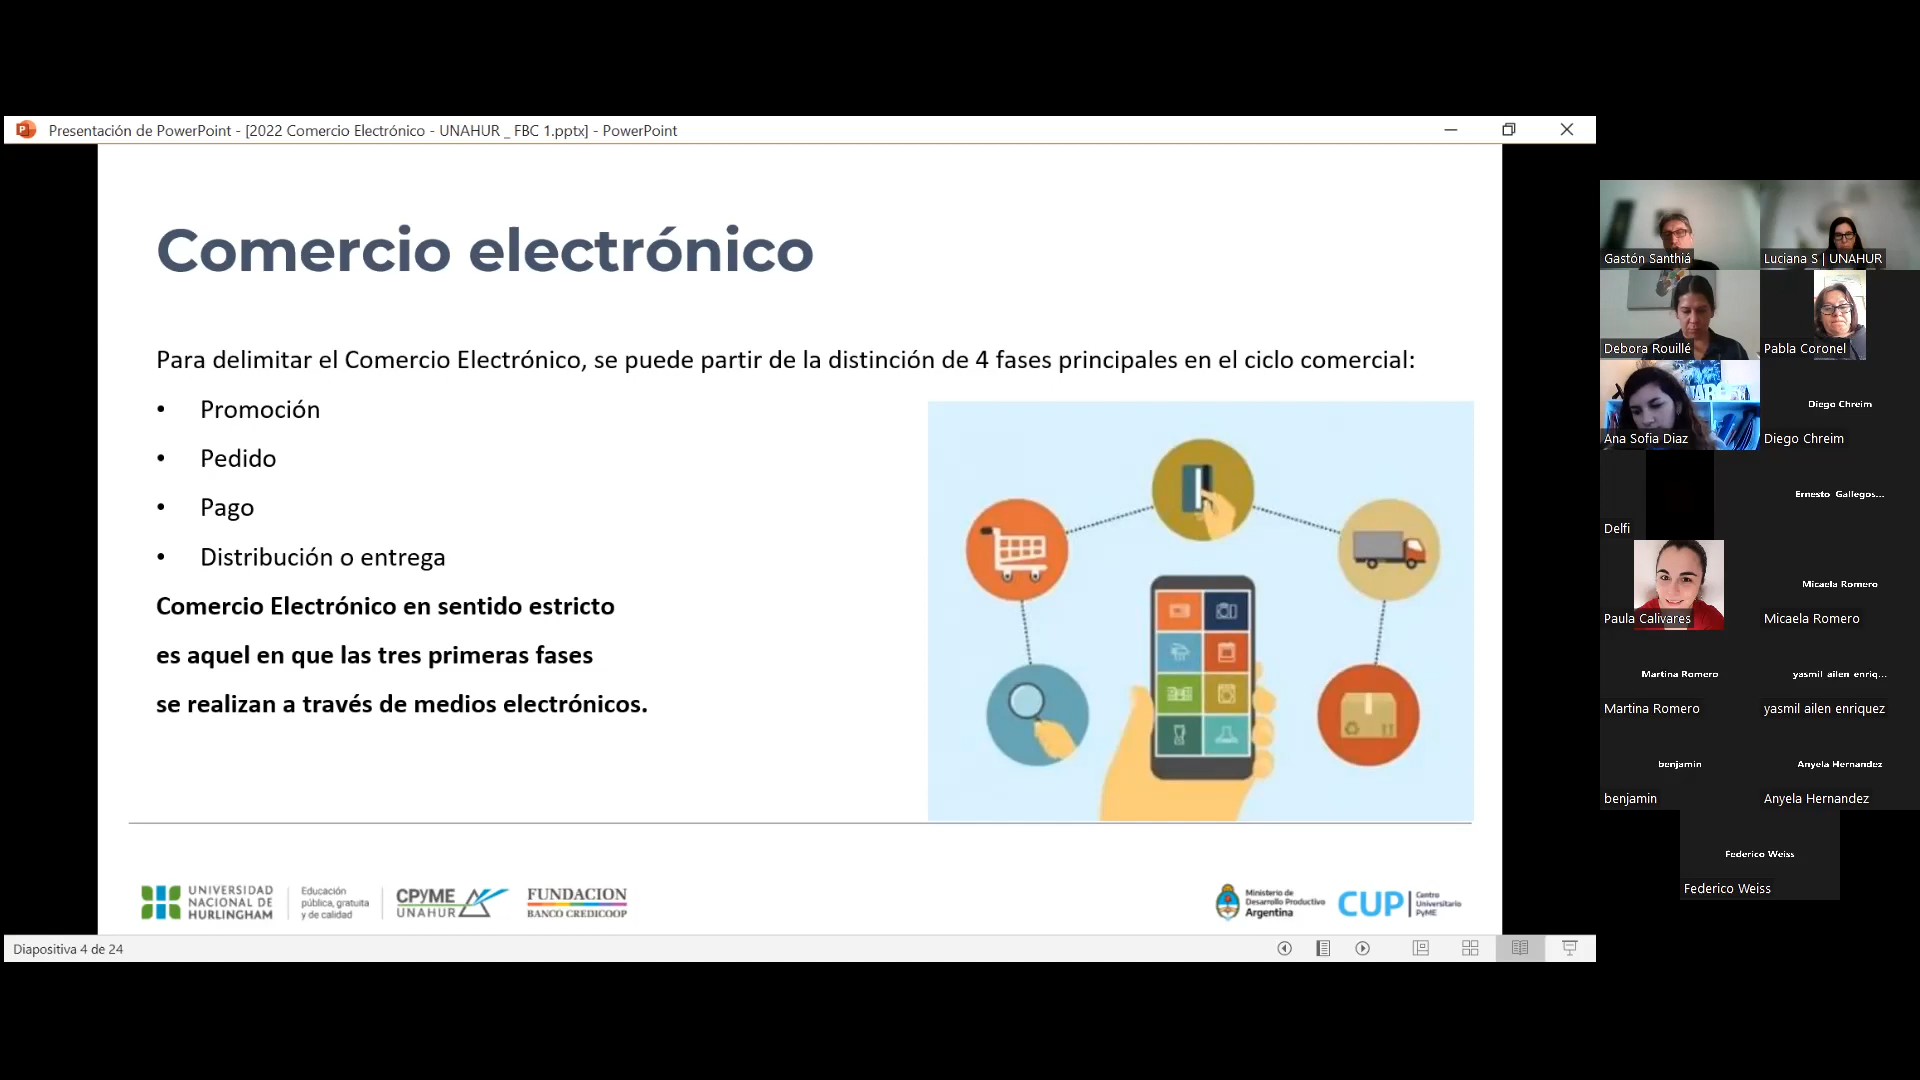 Presentación de PowerPoint - [2022 Comercio Electrónico - UNAHUR _ FBC 1.pptx] - PowerPoint
Comercio electrónico
Para delimitar el Comercio Electrónico, se puede partir de la distinción de 4 fases principales en el ciclo comercial:
• Promoción
• Pedido
• Pago
• Distribución o entrega
Comercio Electrónico en sentido estricto
es aquel en que las tres primeras fases
se realizan a través de medios electrónicos.
UNIVERSIDAD
NACIONAL DE
HURLINGHAM
Educación
pública, gratuita
y de calidad
CPYME
UNAHUR
FUNDACION
BANCO CREDICOOP
Ministerio de
Desarrollo Productivo
Argentina
CUP
Centro
Universitario
PyME
Diapositiva 4 de 24
Gastón Santhiá
Luciana S | UNAHUR
Debora Rouillé
Pabla Coronel
Ana Sofia Diaz
Diego Chreim
Diego Chreim
Delfi
Ernesto Gallegos...
Paula Calivares
Micaela Romero
Micaela Romero
Martina Romero
Martina Romero
yasmil ailen enriq...
yasmil ailen enriquez
benjamin
benjamin
Anyela Hernandez
Anyela Hernandez
Federico Weiss
Federico Weiss